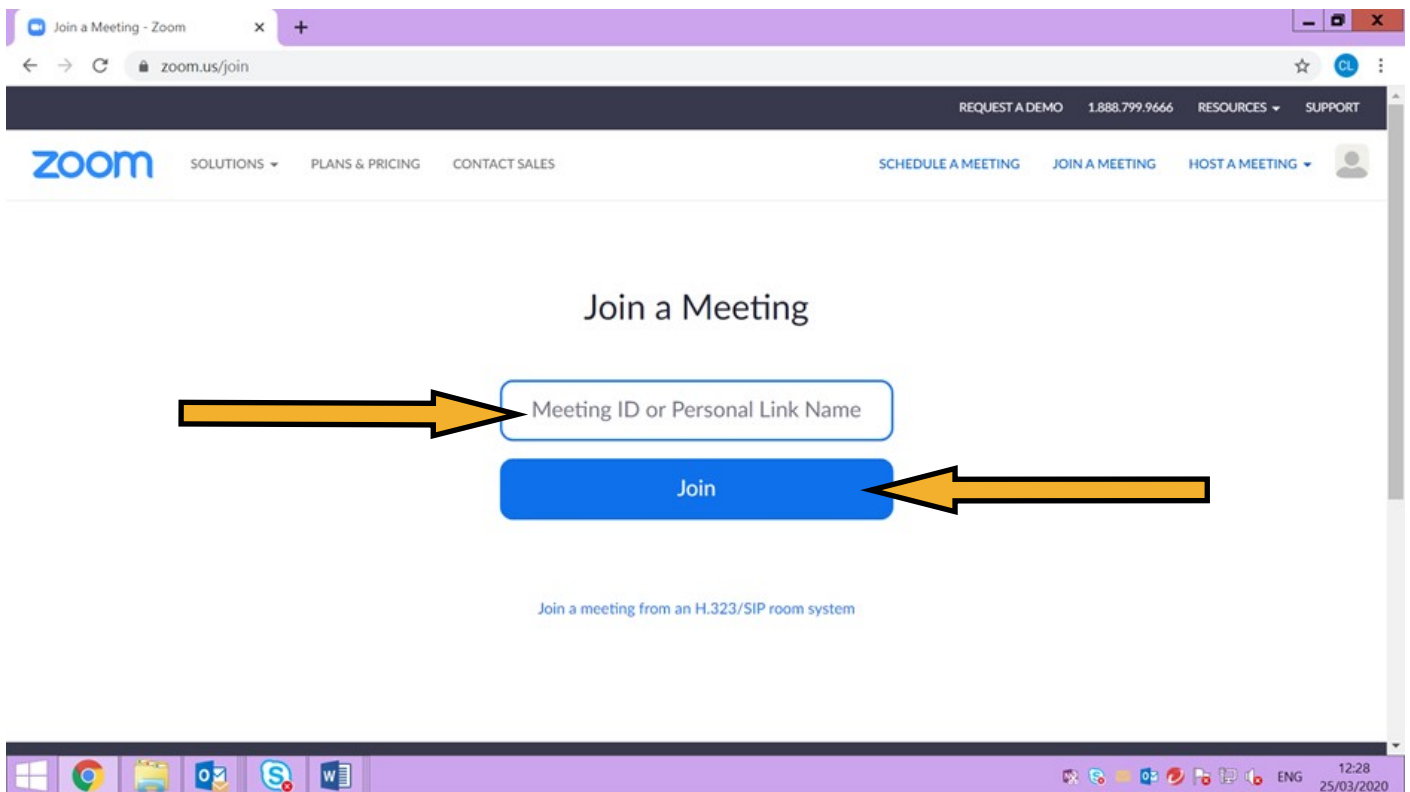 Join a Meeting - Zoom
zoom.us/join
CL
REQUEST A DEMO 1.888.799.9666 RESOURCES SUPPORT
zoom SOLUTIONS PLANS & PRICING CONTACT SALES SCHEDULE A MEETING JOIN A MEETING HOST A MEETING
Join a Meeting
Meeting ID or Personal Link Name
Join
Join a meeting from an H.323/SIP room system
ENG 12:28
25/03/2020